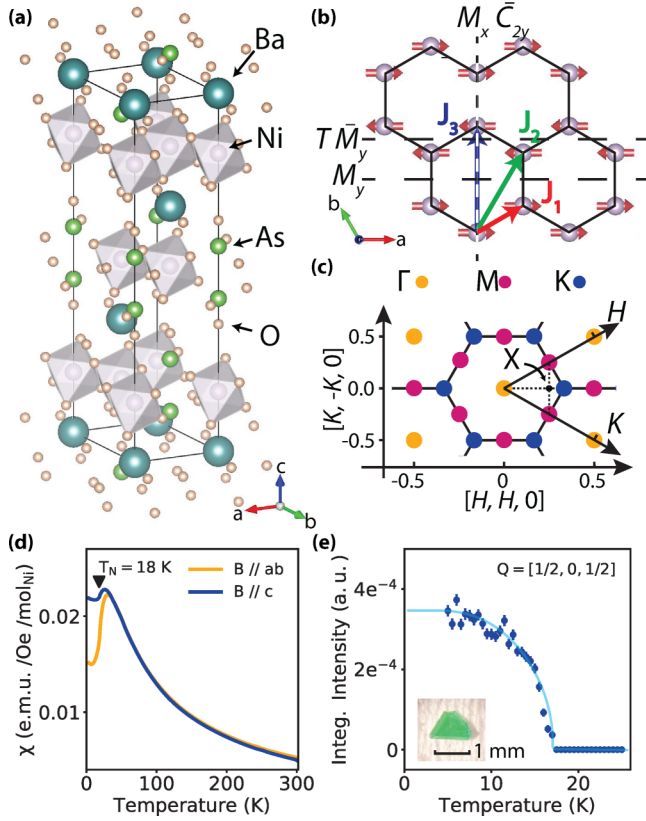 (a)
Ba
Ni
As
O
c
a
b
(b)
M_x C̄_2y
J_3
J_2
T M̄_y
M_y
J_1
b
a
(c)
Γ
M
K
H
0.5
X
[K, -K, 0]
0.0
-0.5
K
-0.5
0.0
0.5
[H, H, 0]
(d)
T_N = 18 K
B // ab
B // c
0.02
0.01
χ (e.m.u. /Oe /mol_Ni)
0
100
200
300
Temperature (K)
(e)
Q = [1/2, 0, 1/2]
4e⁻⁴
2e⁻⁴
0
Integ. Intensity (a. u.)
1 mm
0
10
20
Temperature (K)